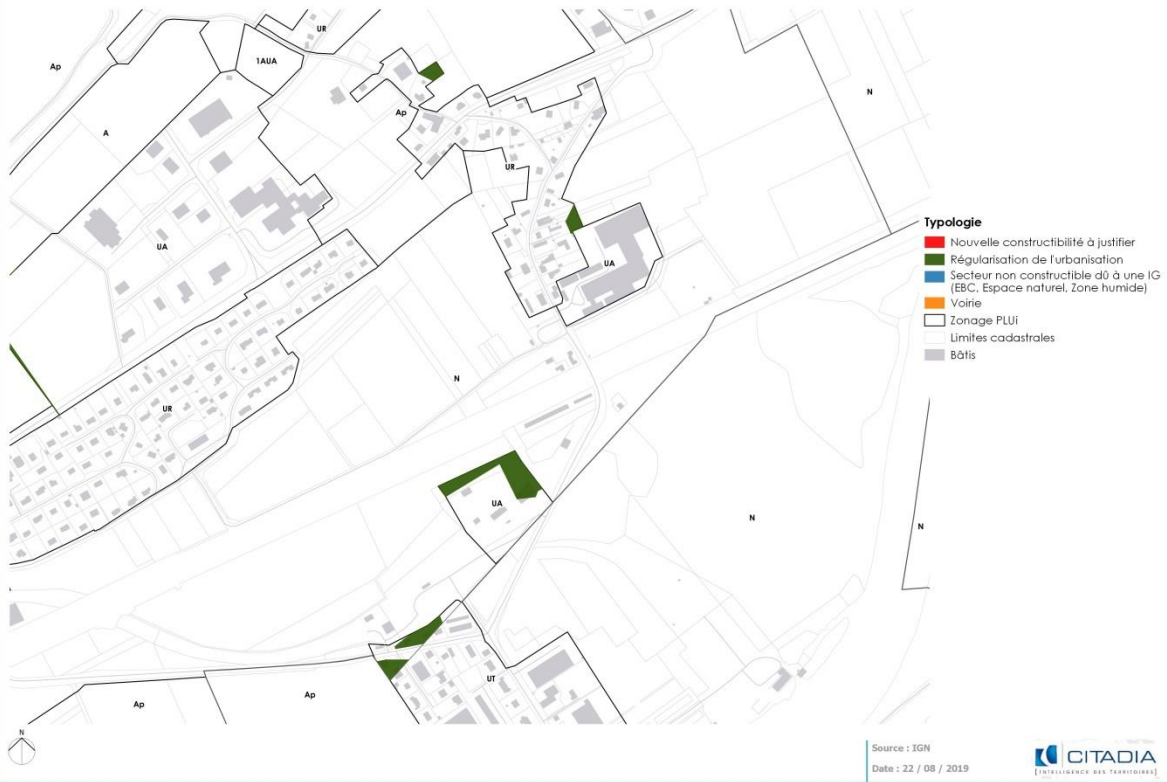 UR
Ap
1AUA
N
Ap
A
UR
UA
UA
N
UR
UA
N
N
UT
Ap
Ap
N
Typologie
Nouvelle constructibilité à justifier
Régularisation de l'urbanisation
Secteur non constructible dû à une IG
(EBC, Espace naturel, Zone humide)
Voirie
Zonage PLUi
Limites cadastrales
Bâtis
Source : IGN
Date : 22 / 08 / 2019
CITADIA
[INTELLIGENCE DES TERRITOIRES]